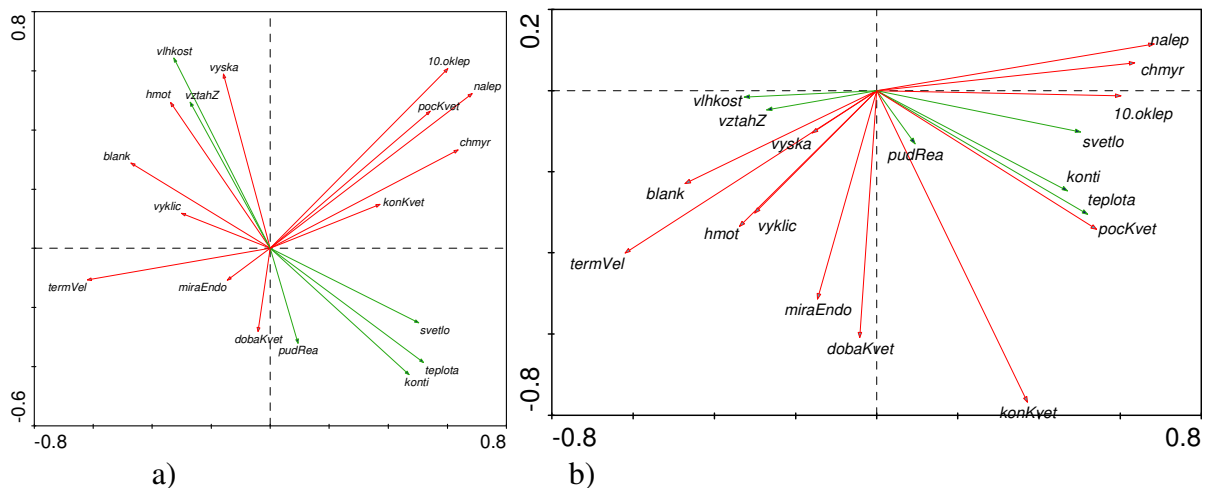 0.8
vlhkost
vyska
10.oklep
nalep
hmot
vztahZ
pocKvet
blank
chmyr
vyklic
konKvet
termVel
miraEndo
dobaKvet
pudRea
svetlo
teplota
konti
-0.6
-0.8
0.8
a)
b)
0.2
nalep
chmyr
vlhkost
10.oklep
vztahZ
svetlo
vyska
pudRea
konti
blank
teplota
hmot
vyklic
pocKvet
termVel
miraEndo
dobaKvet
konKvet
-0.8
-0.8
0.8